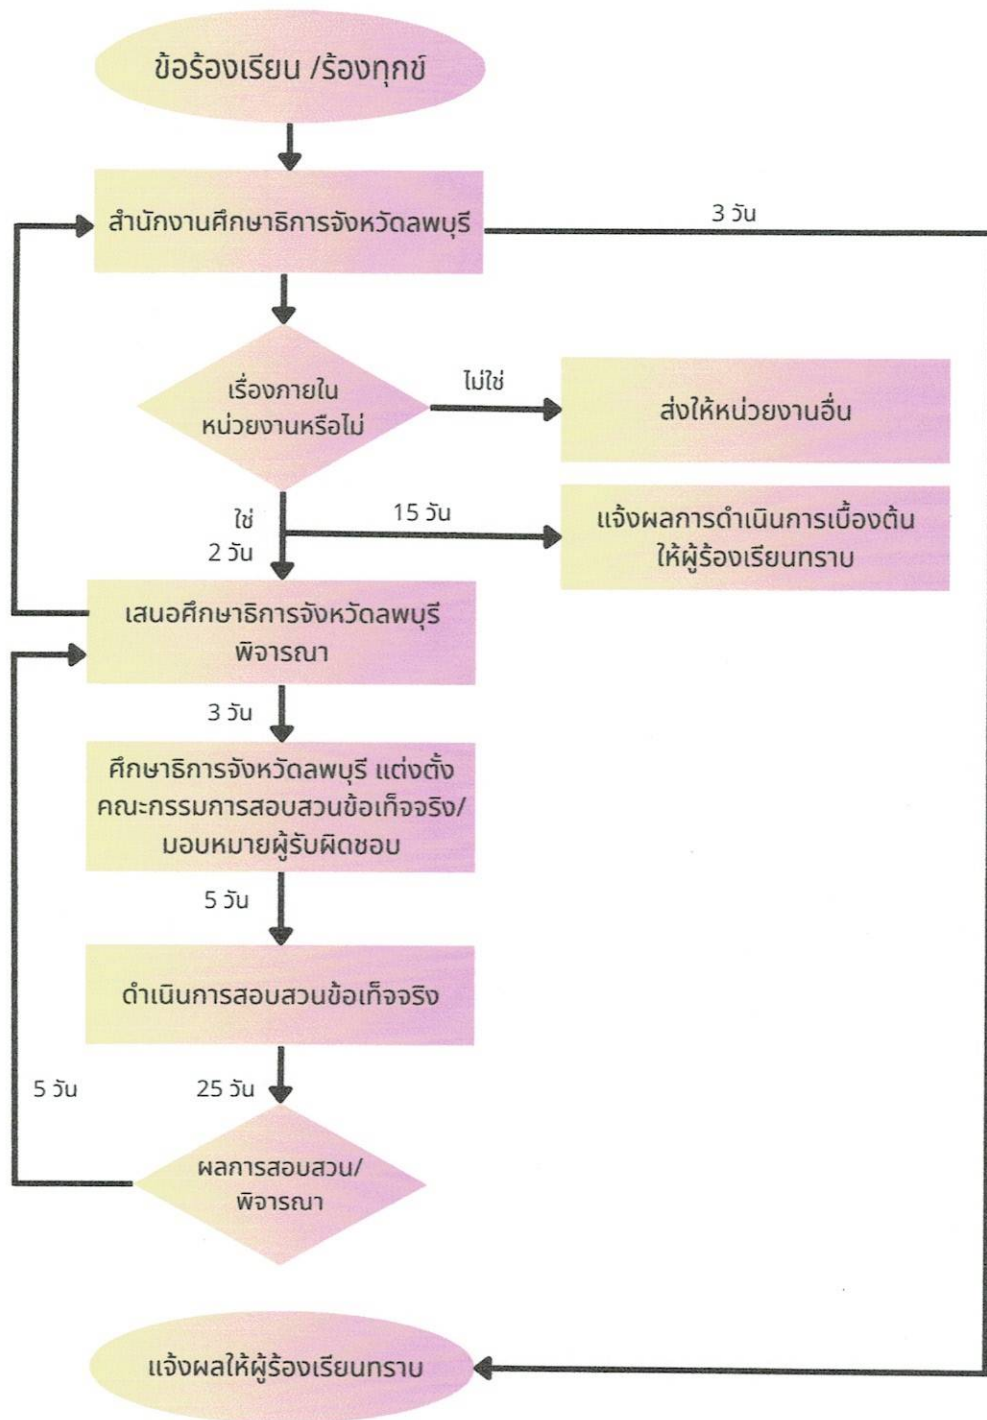 ข้อร้องเรียน /ร้องทุกข์
สำนักงานศึกษาธิการจังหวัดลพบุรี
3 วัน
เรื่องภายใน
หน่วยงานหรือไม่
ไม่ใช่
ส่งให้หน่วยงานอื่น
ใช่
2 วัน
15 วัน
แจ้งผลการดำเนินการเบื้องต้น
ให้ผู้ร้องเรียนทราบ
เสนอศึกษาธิการจังหวัดลพบุรี
พิจารณา
3 วัน
ศึกษาธิการจังหวัดลพบุรี แต่งตั้ง
คณะกรรมการสอบสวนข้อเท็จจริง/
มอบหมายผู้รับผิดชอบ
5 วัน
ดำเนินการสอบสวนข้อเท็จจริง
5 วัน
25 วัน
ผลการสอบสวน/
พิจารณา
แจ้งผลให้ผู้ร้องเรียนทราบ